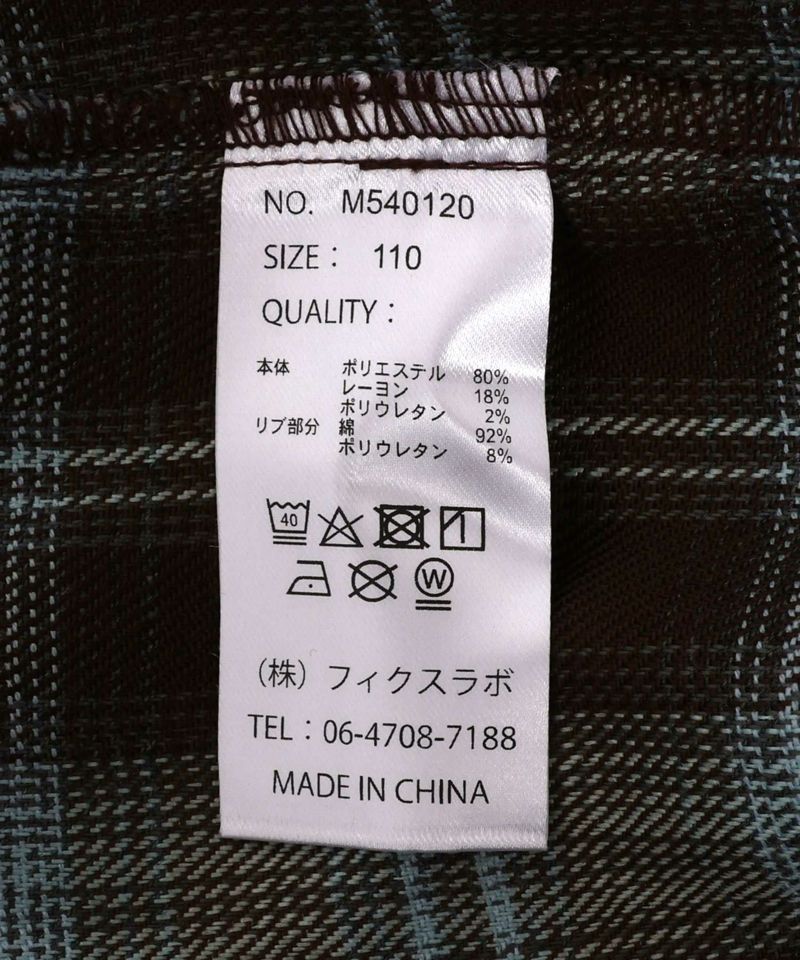 NO. M540120
SIZE： 110
QUALITY：
本体 ポリエステル 80%
レーヨン 18%
ポリウレタン 2%
リブ部分 綿 92%
ポリウレタン 8%
40
W
（株）フィクスラボ
TEL：06-4708-7188
MADE IN CHINA